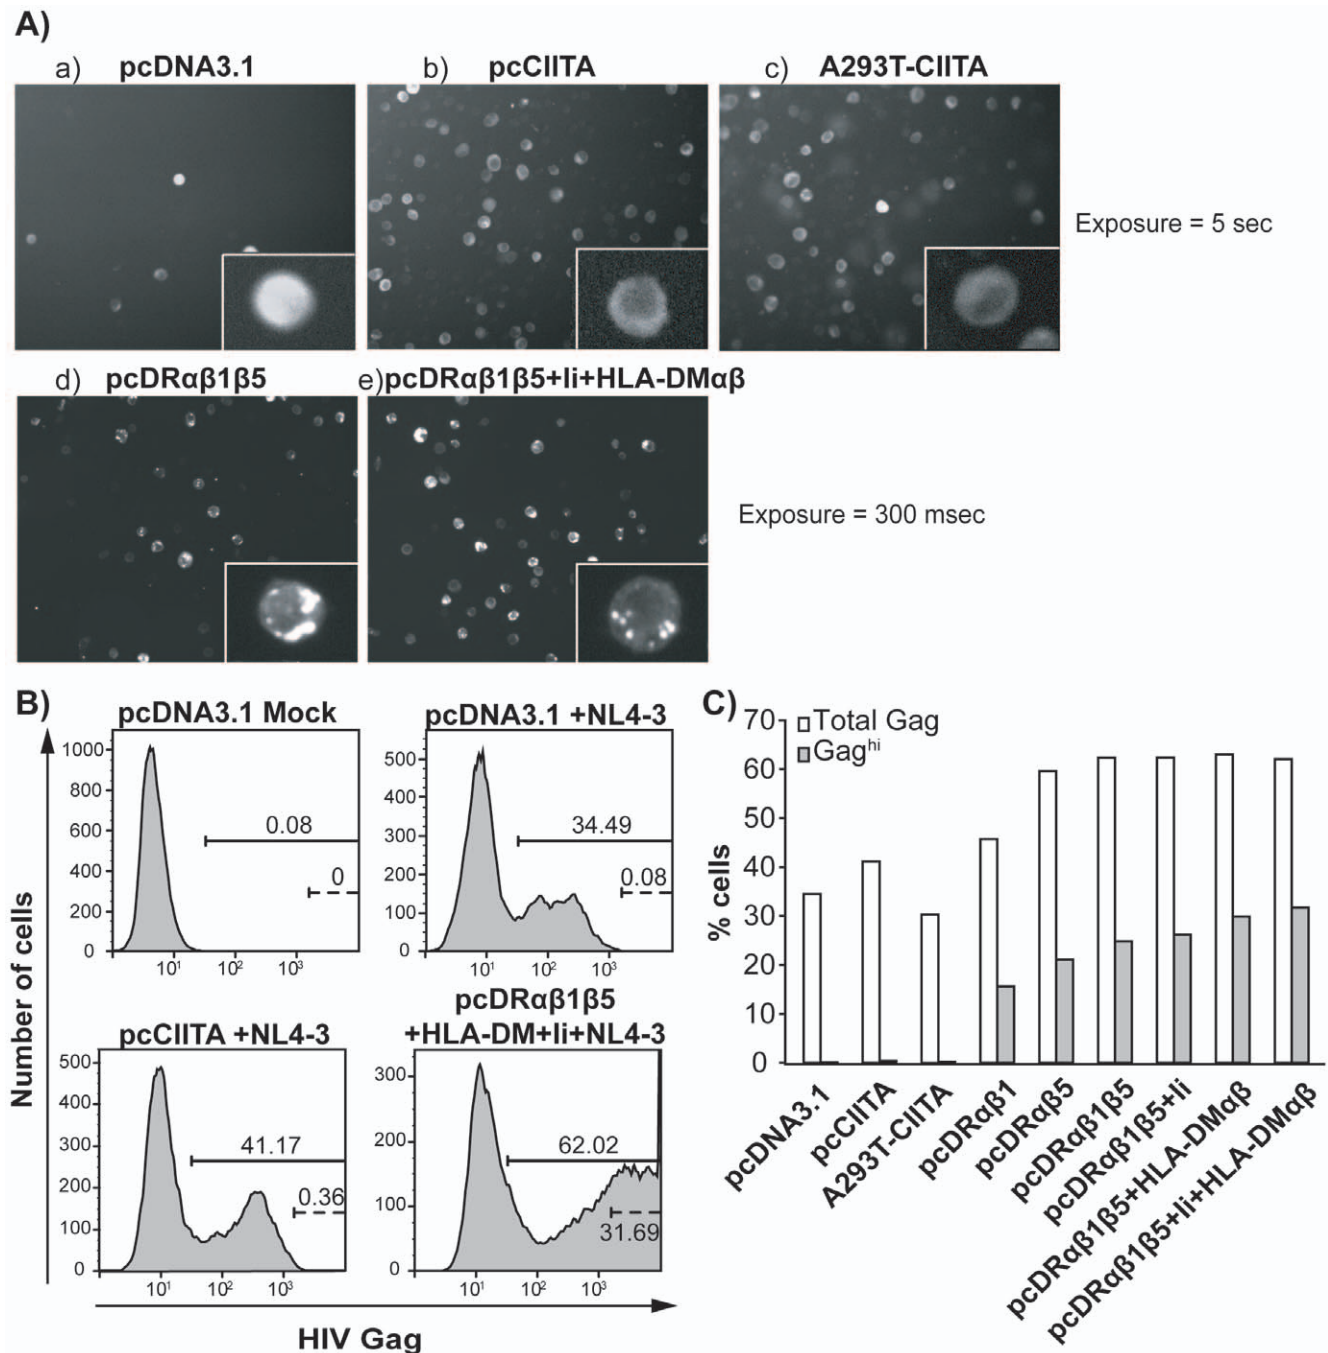 A)
a) pcDNA3.1
b) pcCIITA
c) A293T-CIITA
Exposure = 5 sec
d) pcDRαβ1β5
e)pcDRαβ1β5+Ii+HLA-DMαβ
Exposure = 300 msec
B)
Number of cells
pcDNA3.1 Mock
1000
800
600
400
200
0
0.08
0
10¹ 10² 10³
pcDNA3.1 +NL4-3
500
400
300
200
100
0
34.49
0.08
10¹ 10² 10³
pcCIITA +NL4-3
500
400
300
200
100
0
41.17
0.36
10¹ 10² 10³
pcDRαβ1β5
+HLA-DM+Ii+NL4-3
300
200
100
0
62.02
31.69
10¹ 10² 10³
HIV Gag
C)
Total Gag
Gagʰⁱ
% cells
70
60
50
40
30
20
10
0
pcDNA3.1
pcCIITA
A293T-CIITA
pcDRαβ1
pcDRαβ5
pcDRαβ1β5
pcDRαβ1β5+Ii
pcDRαβ1β5+HLA-DMαβ
pcDRαβ1β5+Ii+HLA-DMαβ